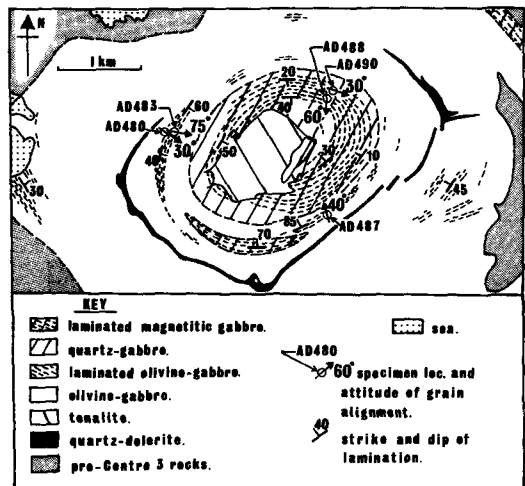 N
1 km
AD488
AD490
20
30°
40
60°
AD483
60
AD480
75°
30°
40
50
30
10
30
45
40°
AD487
85
70
KEY
laminated magnetitic gabbro.
quartz-gabbro.
laminated olivine-gabbro.
olivine-gabbro.
tonalite.
quartz-dolerite.
pre-Centre 3 rocks.
sea.
AD480
60° specimen loc. and
attitude of grain
alignment.
40
strike and dip of
lamination.